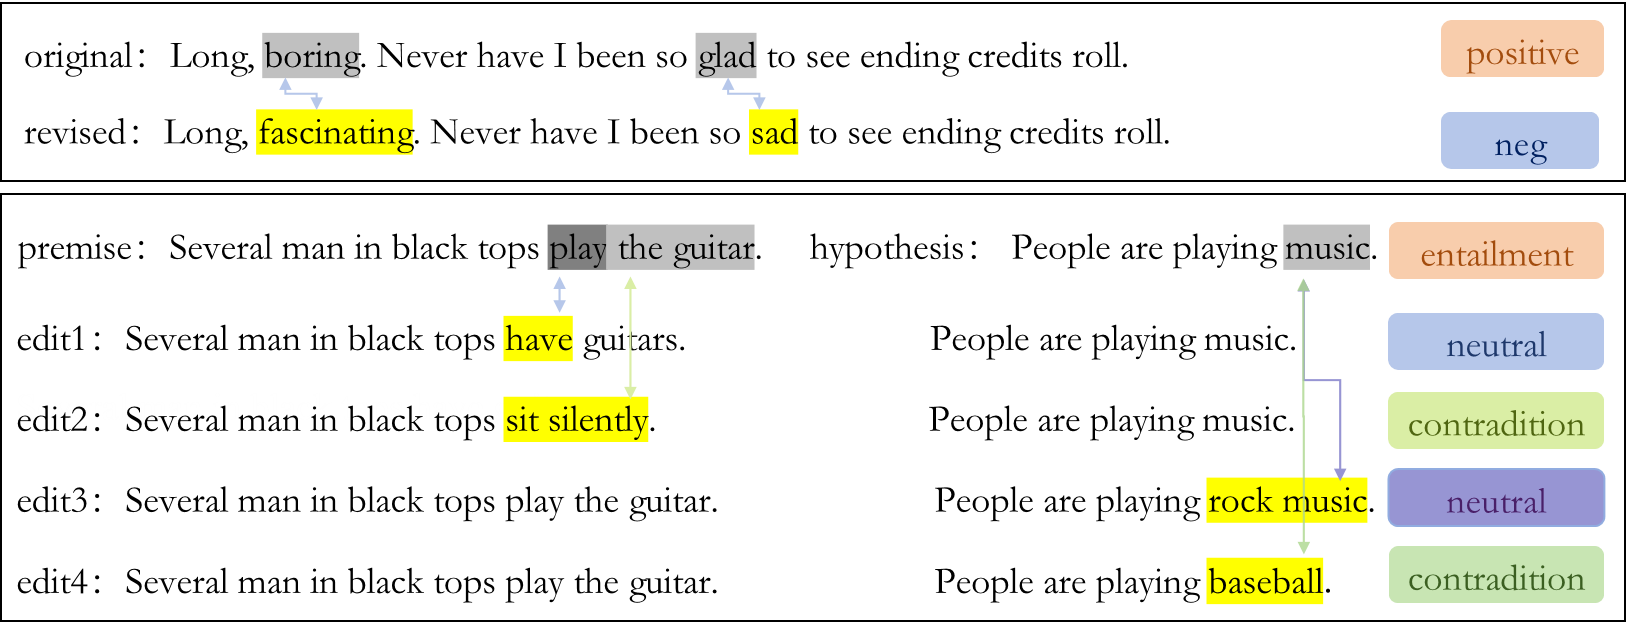 original： Long, boring. Never have I been so glad to see ending credits roll. positive
revised： Long, fascinating. Never have I been so sad to see ending credits roll. neg
premise： Several man in black tops play the guitar. hypothesis： People are playing music. entailment
edit1： Several man in black tops have guitars. People are playing music. neutral
edit2： Several man in black tops sit silently. People are playing music. contradition
edit3： Several man in black tops play the guitar. People are playing rock music. neutral
edit4： Several man in black tops play the guitar. People are playing baseball. contradition